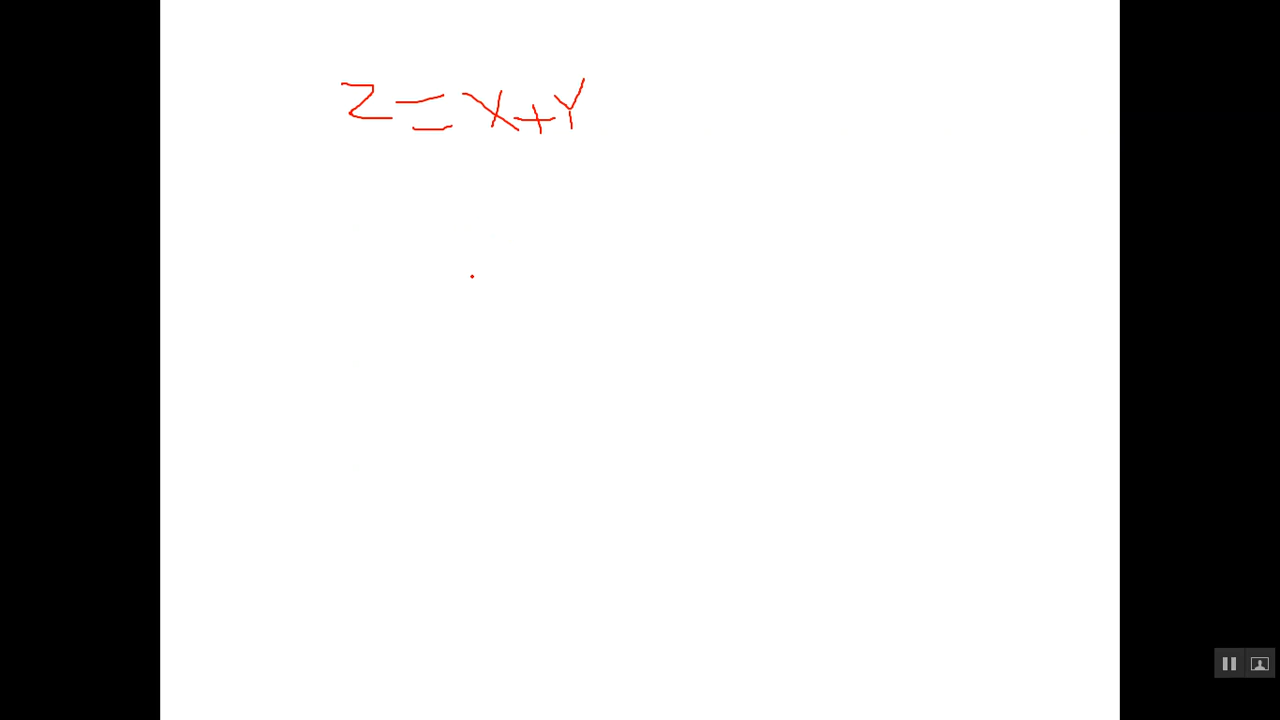 Z = X + Y